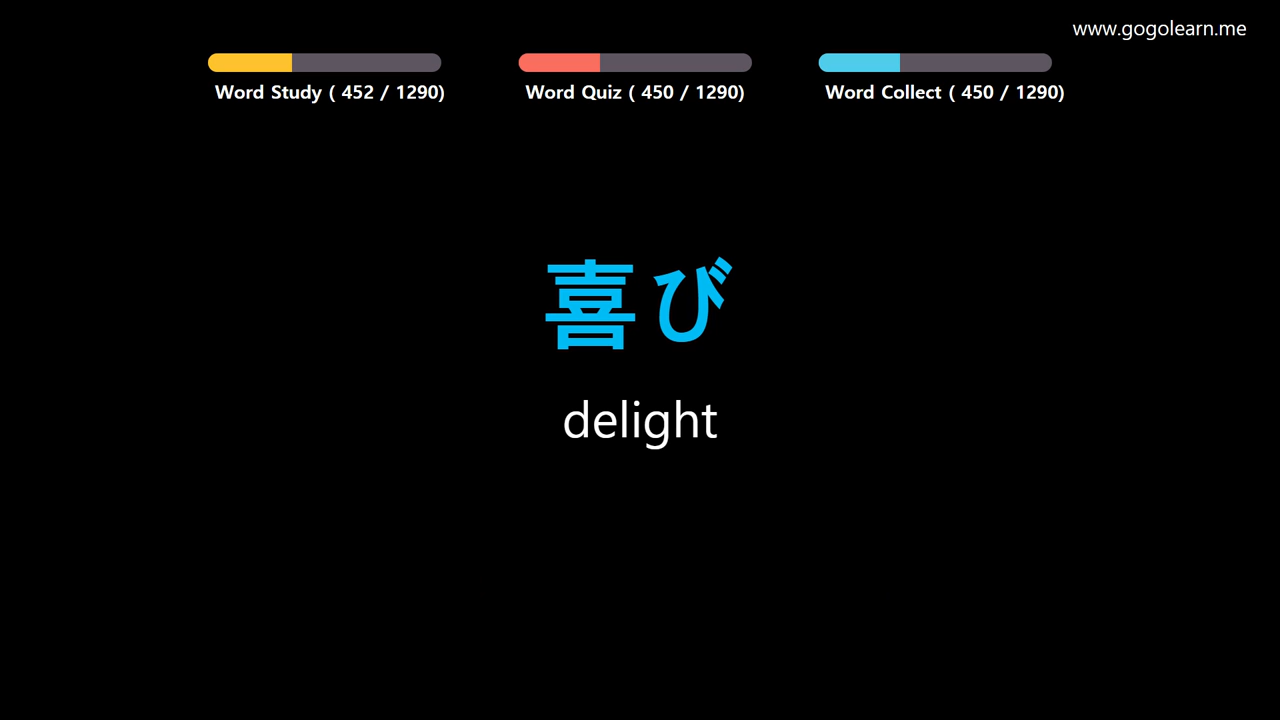 www.gogolearn.me
Word Study ( 452 / 1290)
Word Quiz ( 450 / 1290)
Word Collect ( 450 / 1290)
喜び
delight